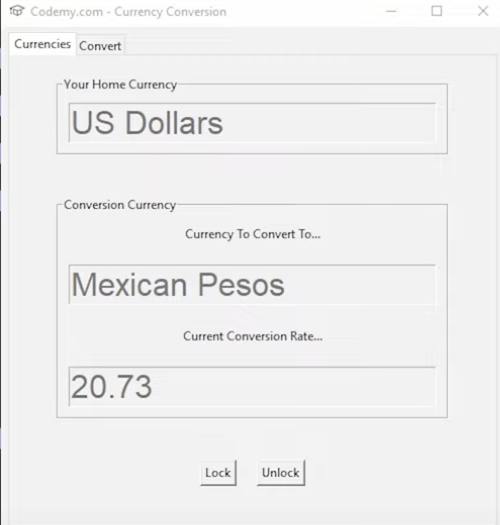 Codemy.com - Currency Conversion
Currencies Convert
Your Home Currency
US Dollars
Conversion Currency
Currency To Convert To...
Mexican Pesos
Current Conversion Rate...
20.73
Lock Unlock